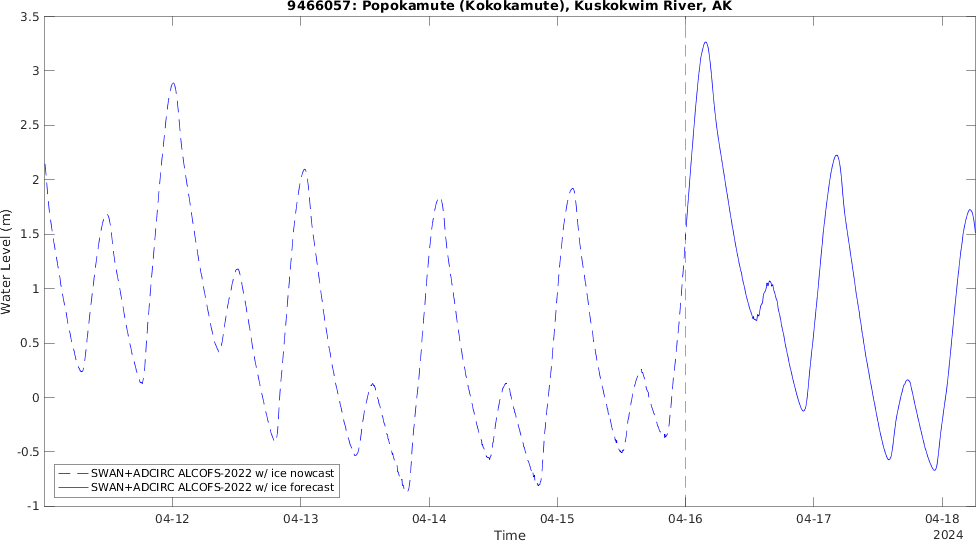 9466057: Popokamute (Kokokamute), Kuskokwim River, AK
3.5
3
2.5
2
1.5
1
0.5
0
-0.5
-1
Water Level (m)
SWAN+ADCIRC ALCOFS-2022 w/ ice nowcast
SWAN+ADCIRC ALCOFS-2022 w/ ice forecast
04-12 04-13 04-14 04-15 04-16 04-17 04-18
Time 2024